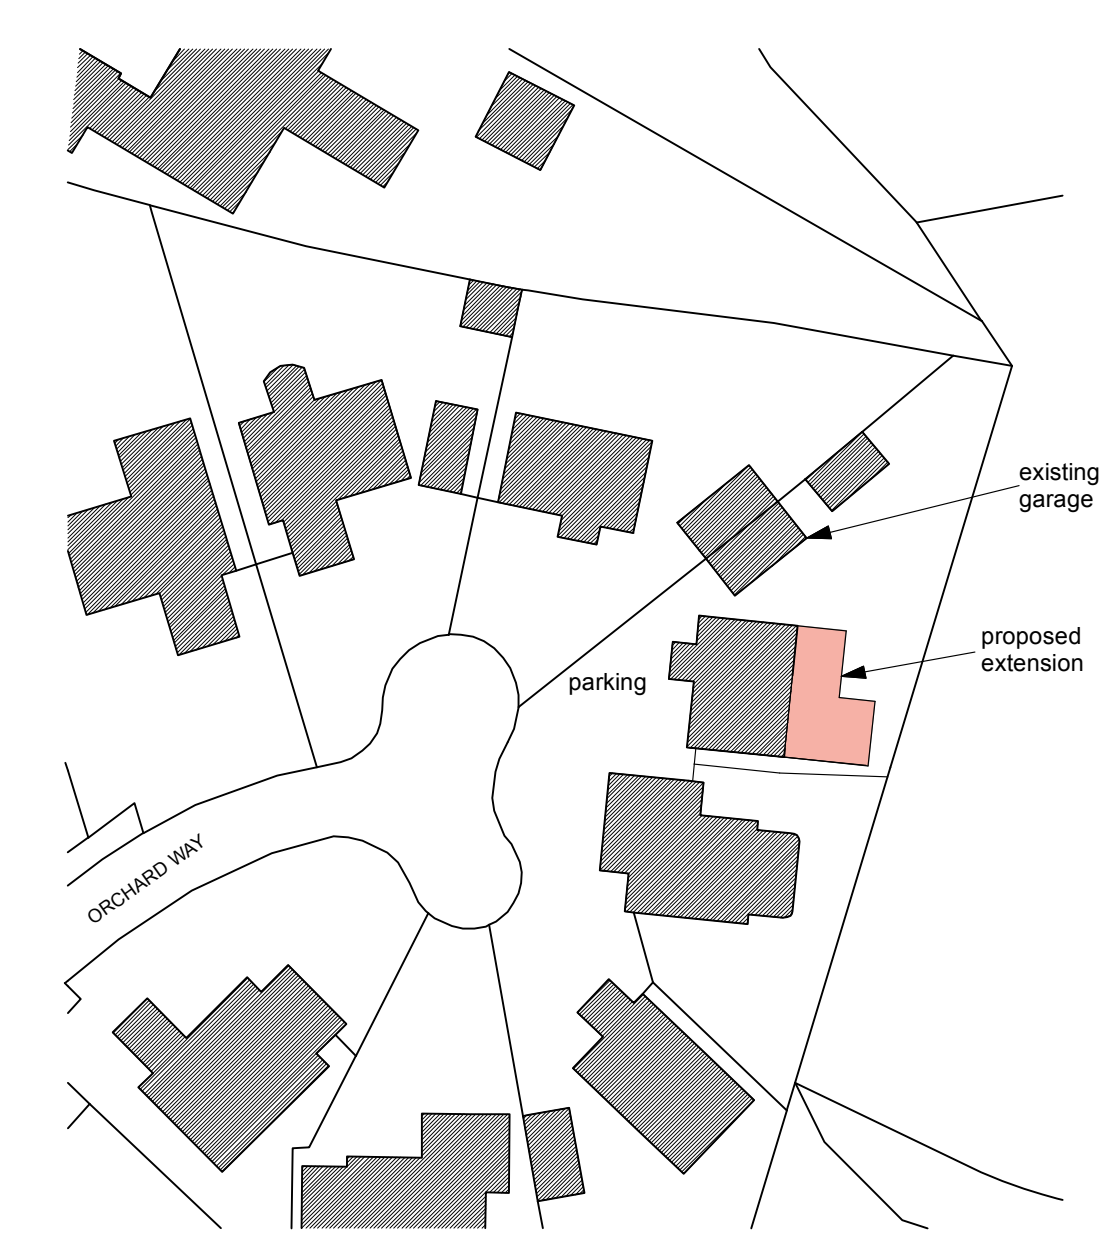 existing
garage
proposed
extension
parking
ORCHARD WAY